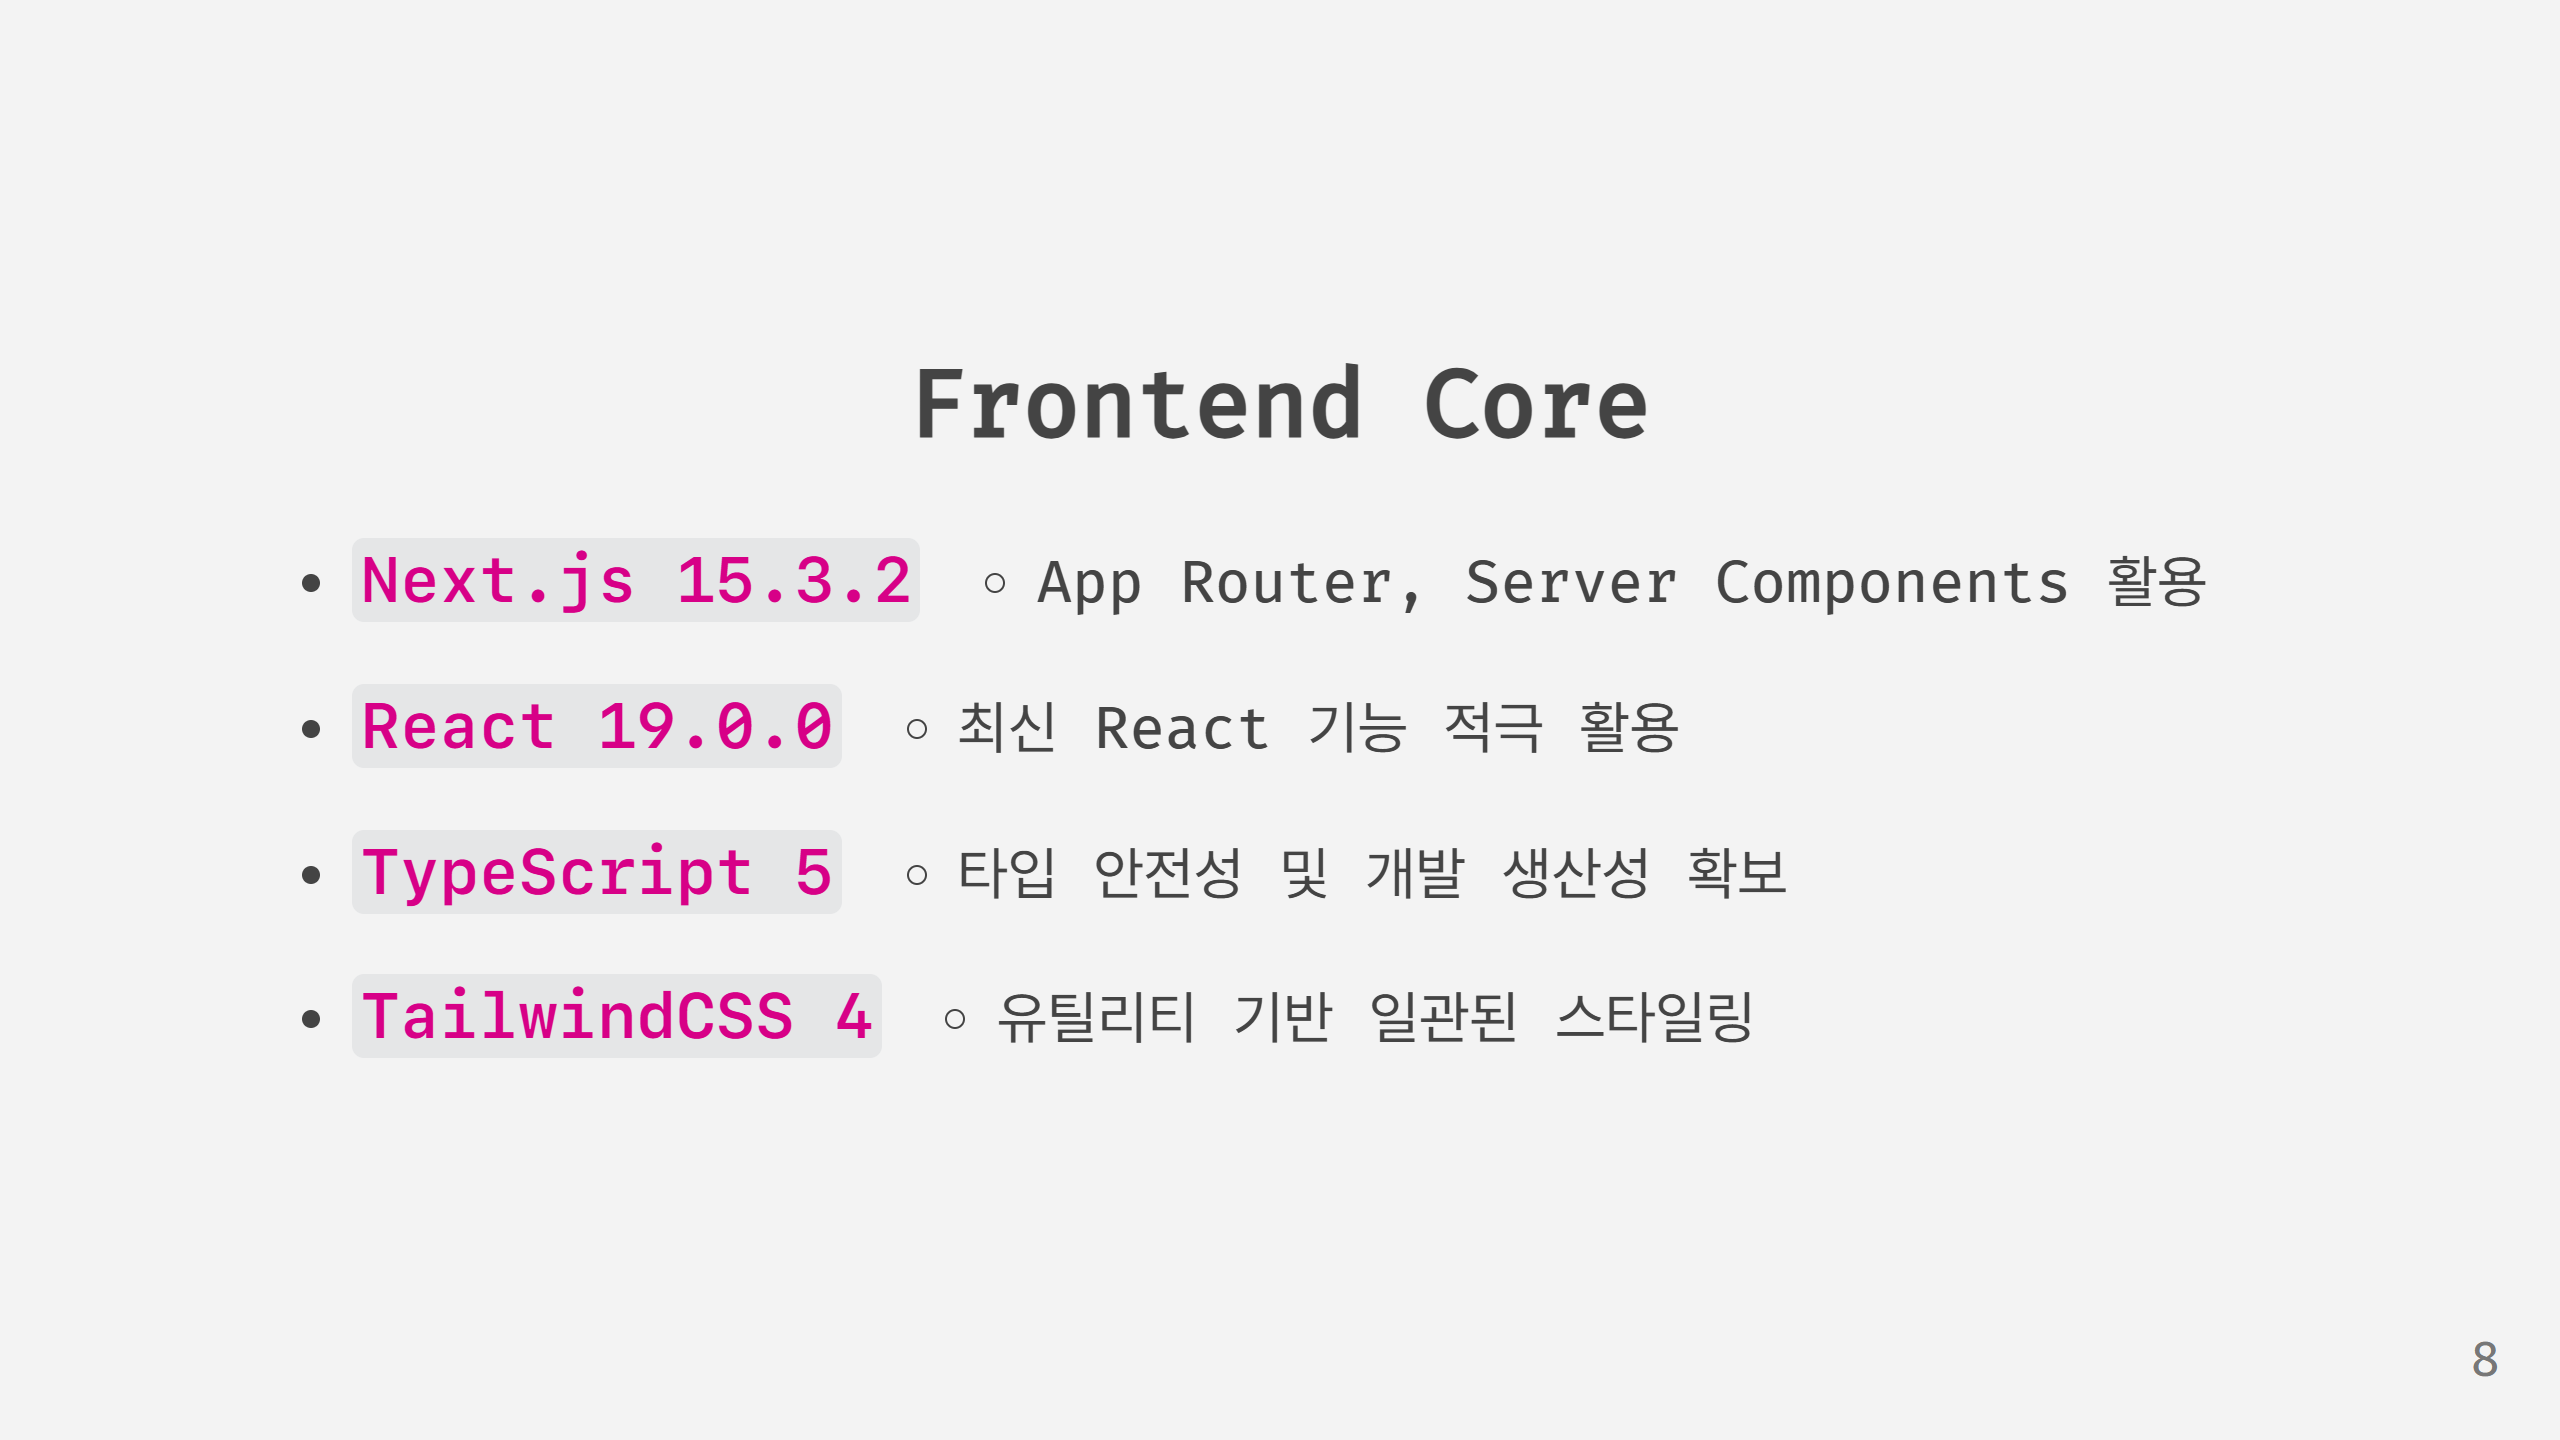 Frontend Core
• Next.js 15.3.2 ○ App Router, Server Components 활용
• React 19.0.0 ○ 최신 React 기능 적극 활용
• TypeScript 5 ○ 타입 안전성 및 개발 생산성 확보
• TailwindCSS 4 ○ 유틸리티 기반 일관된 스타일링
8